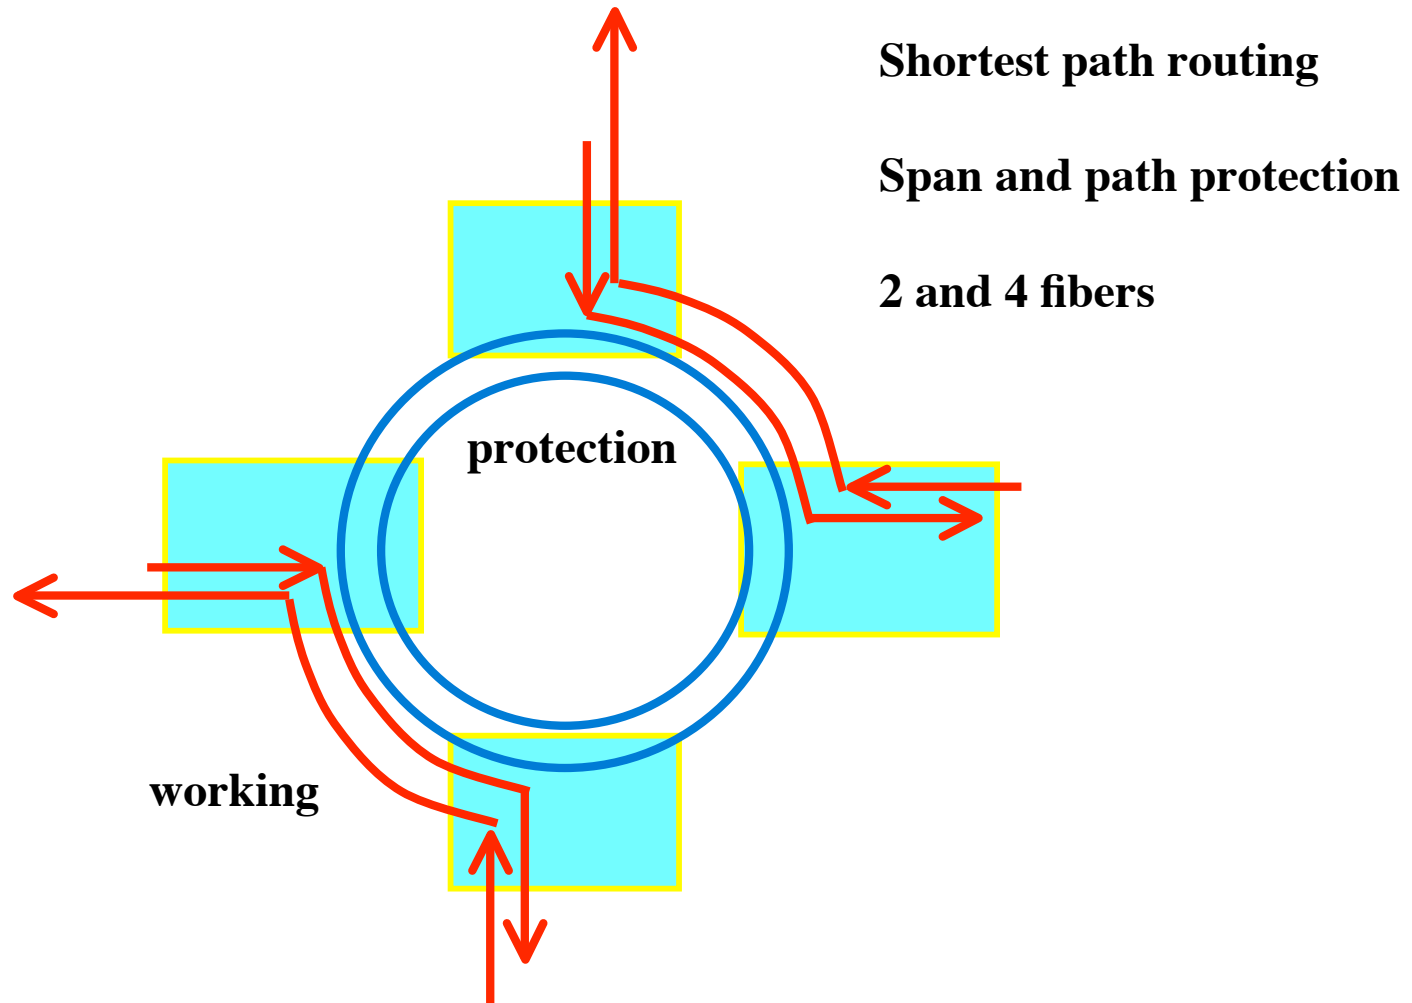 Shortest path routing
Span and path protection
2 and 4 fibers
protection
working